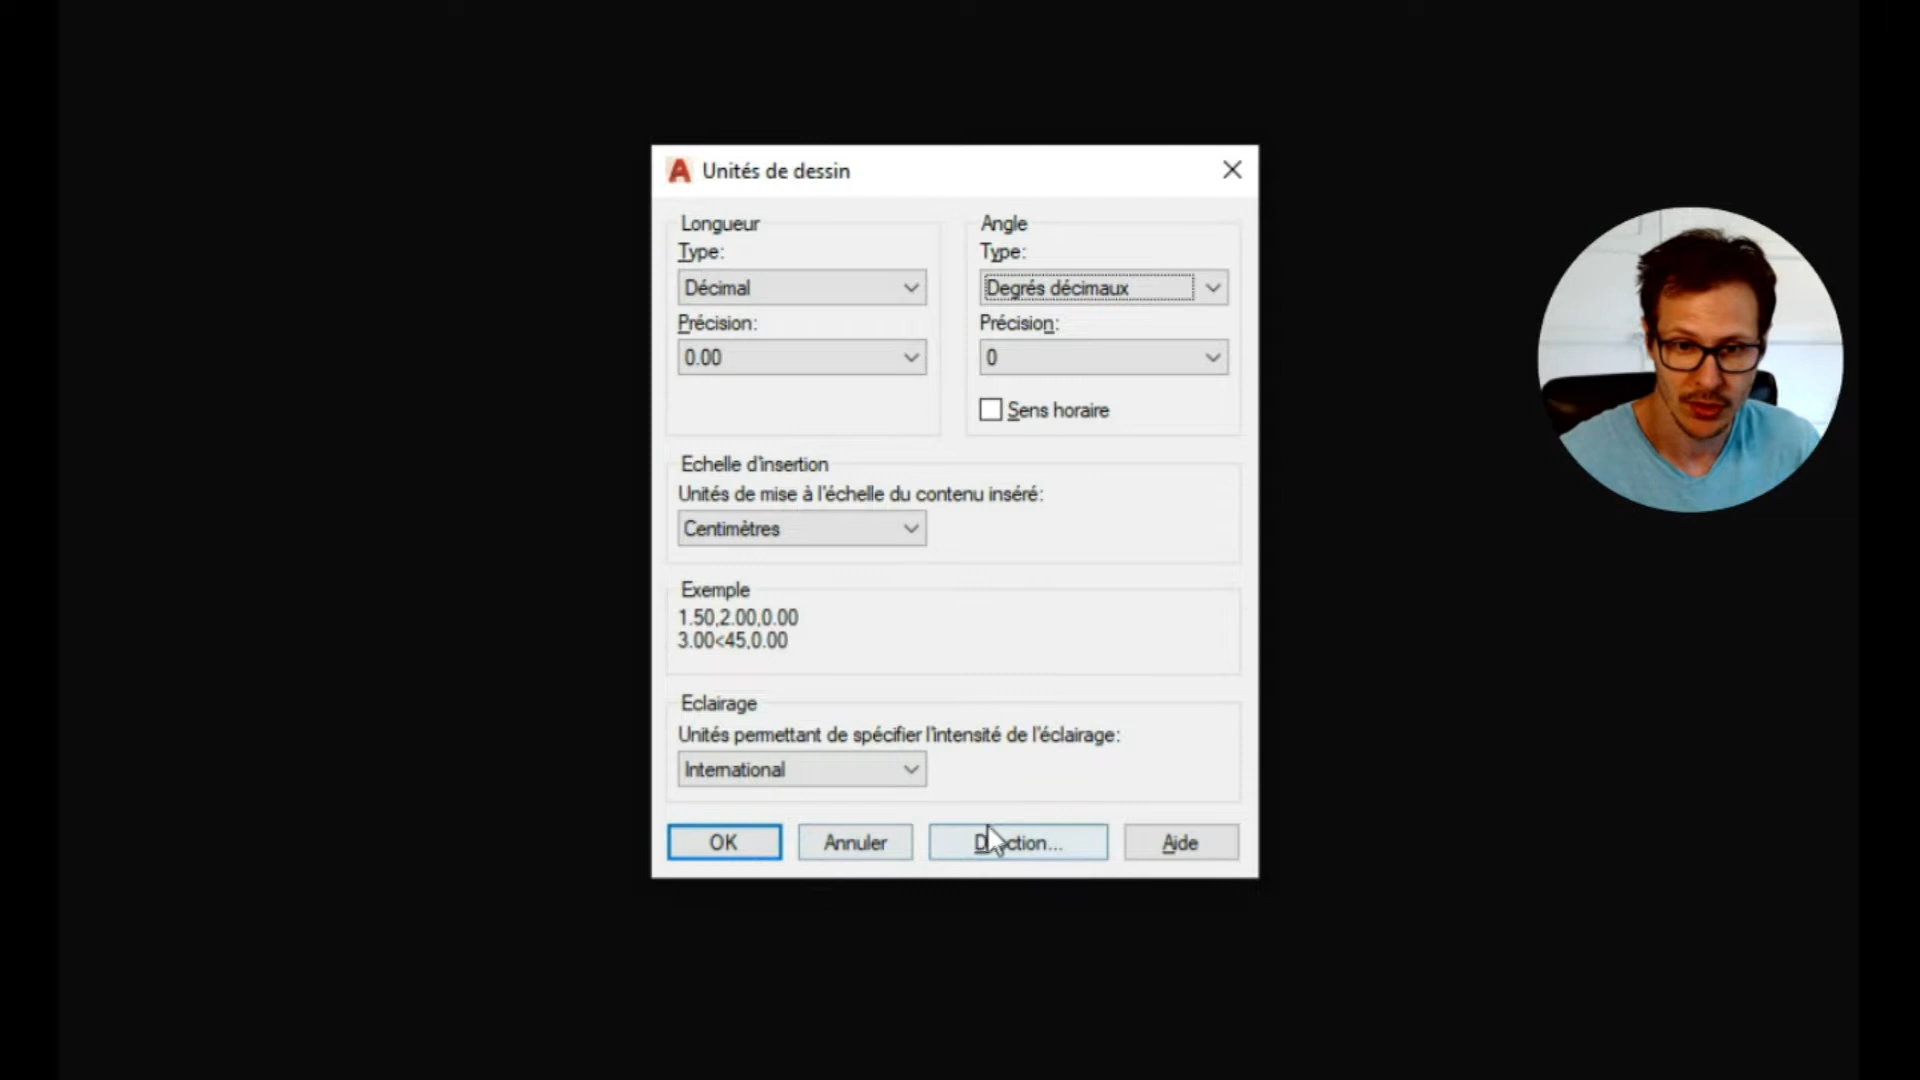 Unités de dessin
Longueur
Type:
Décimal
Précision:
0.00
Angle
Type:
Degrés décimaux
Précision:
0
Sens horaire
Echelle d'insertion
Unités de mise à l'échelle du contenu inséré:
Centimètres
Exemple
1.50,2.00,0.00
3.00<45,0.00
Eclairage
Unités permettant de spécifier l'intensité de l'éclairage:
International
OK
Annuler
Direction...
Aide